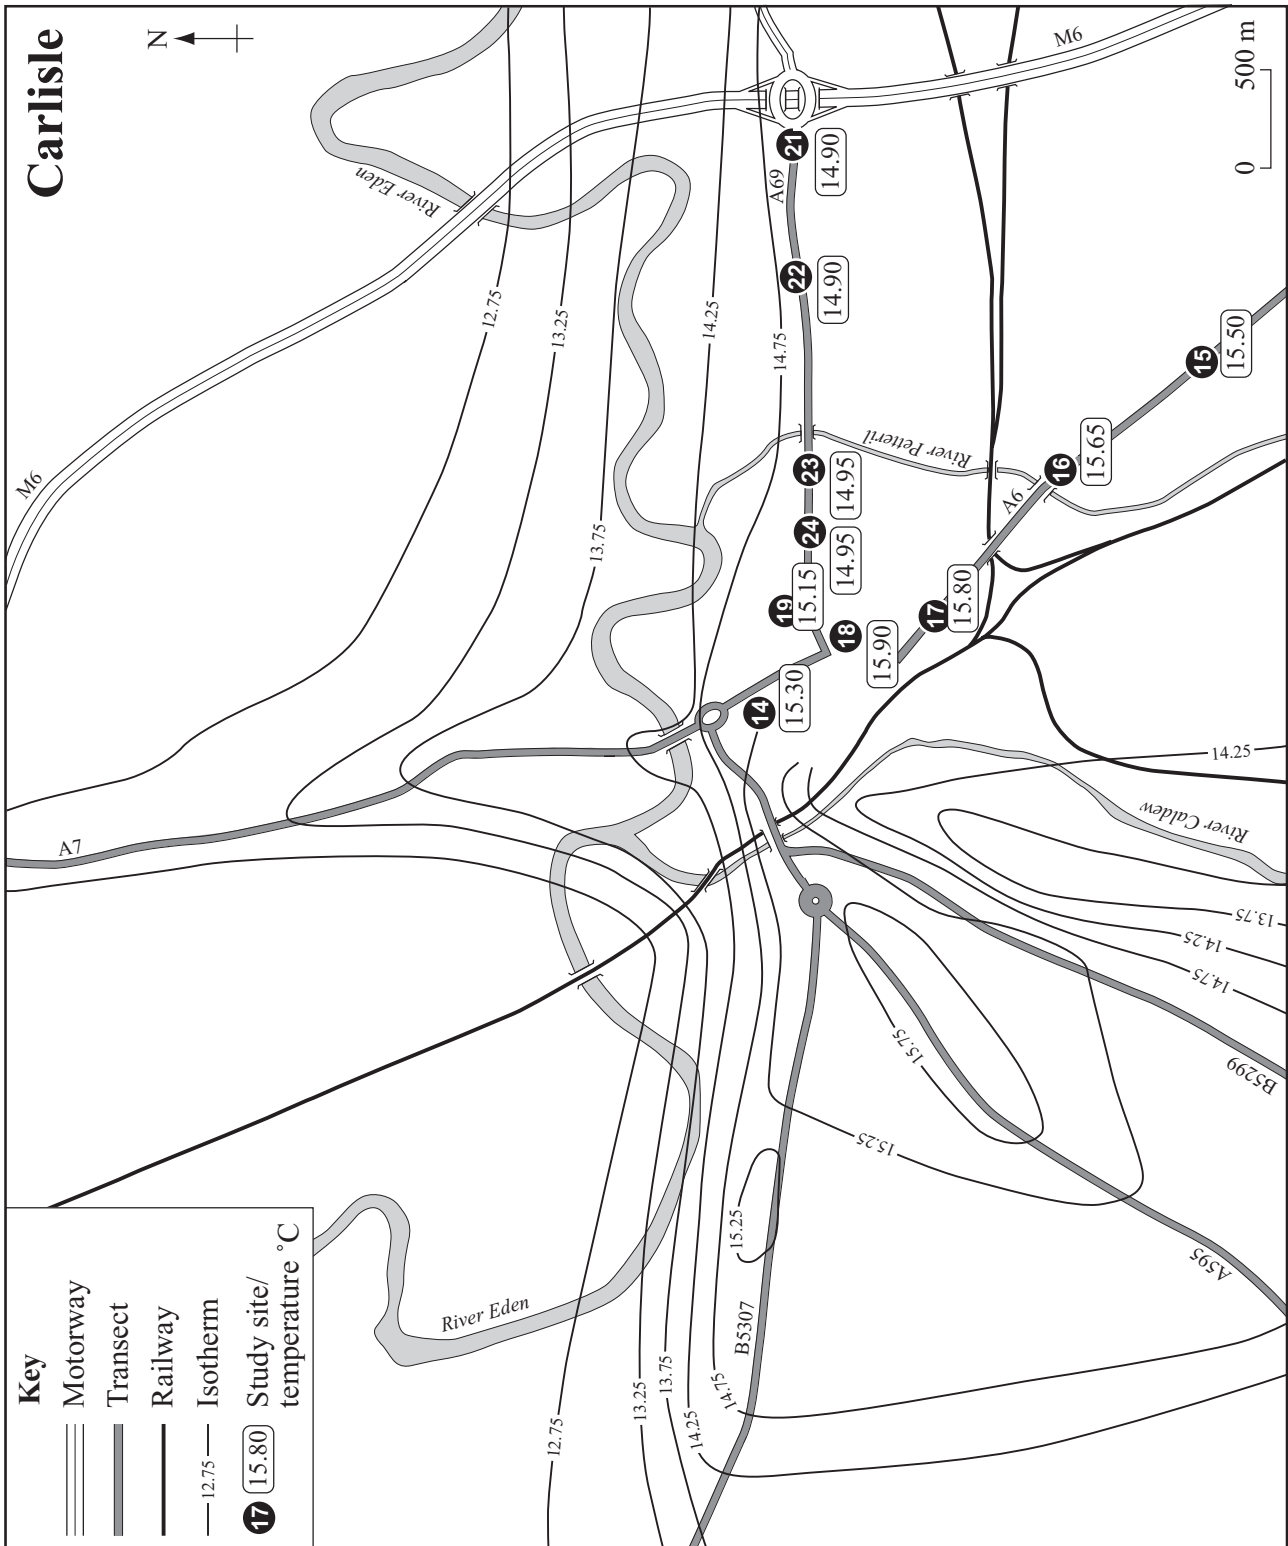 Carlisle
N
Key
Motorway
Transect
Railway
12.75 Isotherm
17 15.80 Study site/
temperature °C
M6
A7
River Eden
River Eden
12.75
13.25
13.75
14.25
14.75
12.75
13.25
13.75
14.25
14.75
15.25
B5307
15.25
15.75
A595
B5299
14.75
14.25
13.75
River Caldew
14.25
14
15.30
18
15.90
19
15.15
24
14.95
23
14.95
22
14.90
A69
21
14.90
River Petteril
17
15.80
A6
16
15.65
15
15.50
M6
0 500 m